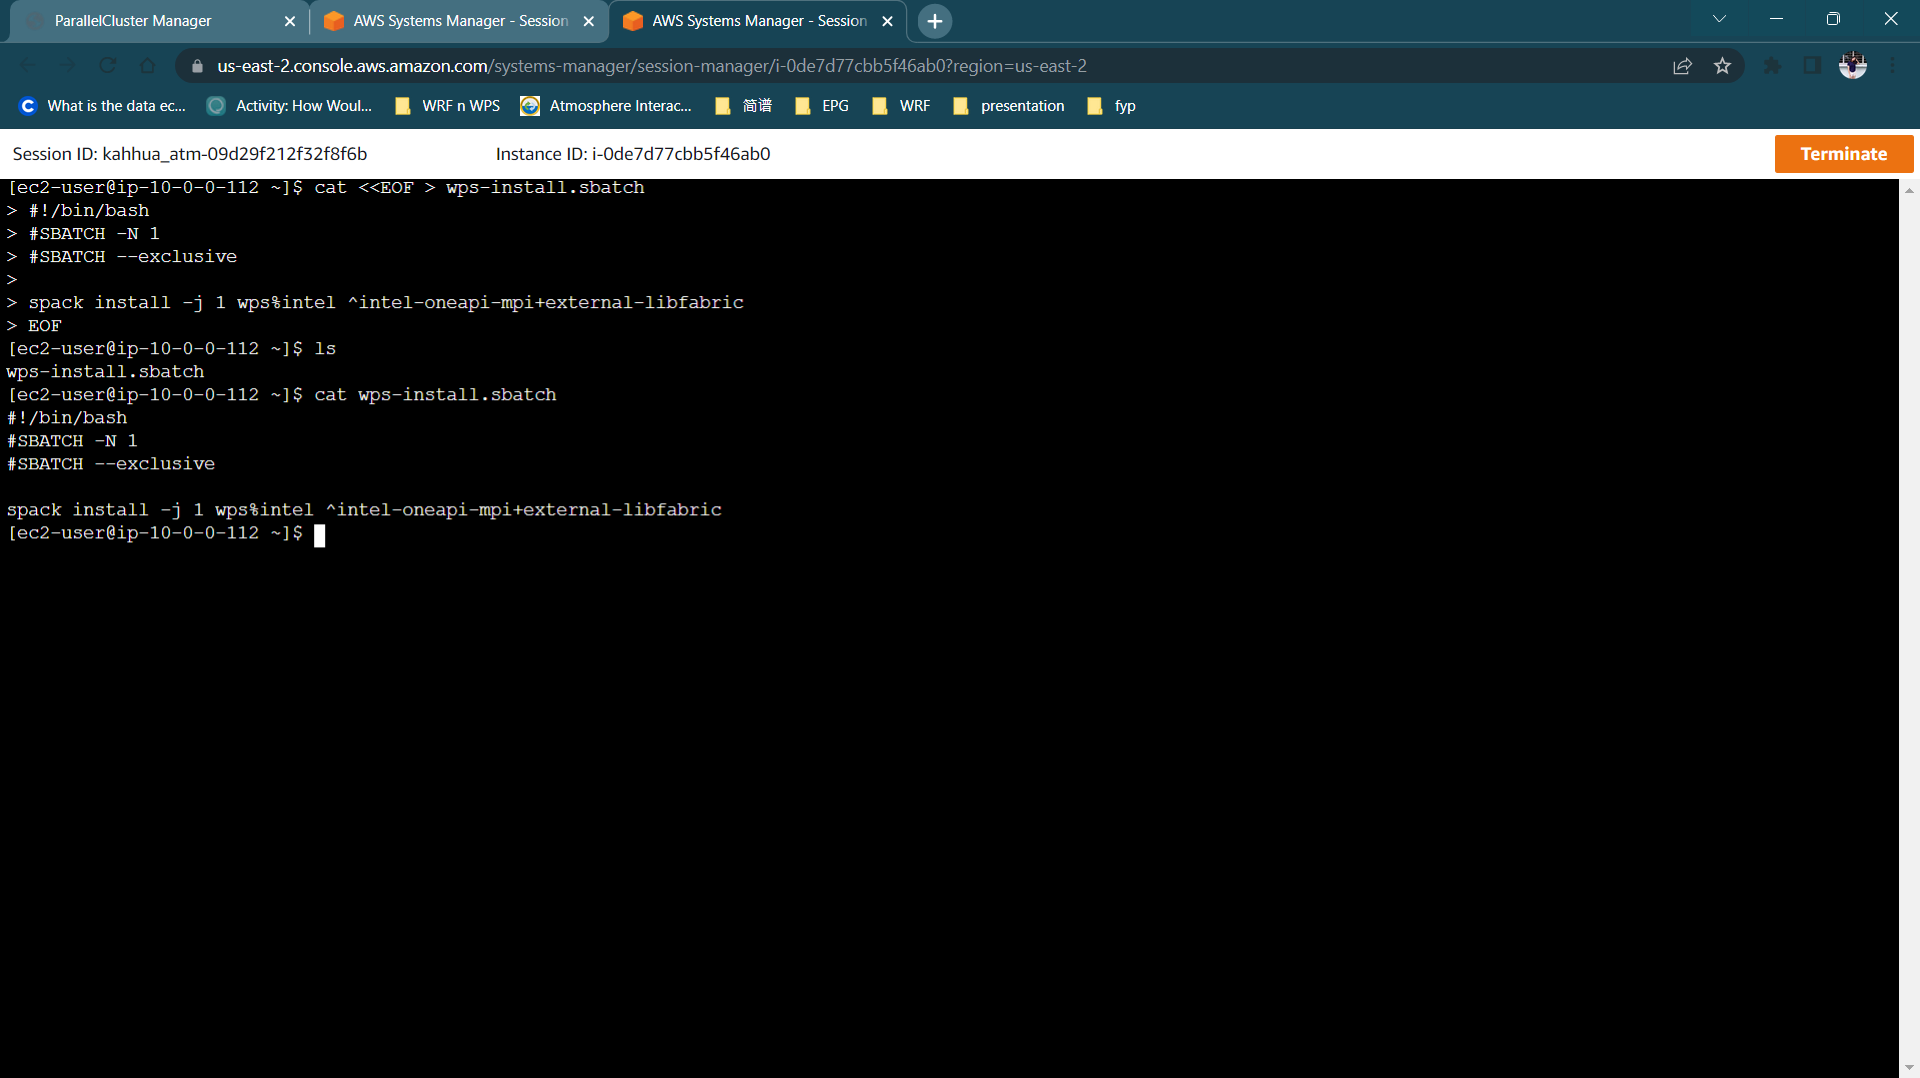 ParallelCluster Manager
AWS Systems Manager - Session
AWS Systems Manager - Session
us-east-2.console.aws.amazon.com/systems-manager/session-manager/i-0de7d77cbb5f46ab0?region=us-east-2
What is the data ec... Activity: How Woul... WRF n WPS Atmosphere Interac... 简谱 EPG WRF presentation fyp
Session ID: kahhua_atm-09d29f212f32f8f6b Instance ID: i-0de7d77cbb5f46ab0 Terminate
[ec2-user@ip-10-0-0-112 ~]$ cat <<EOF > wps-install.sbatch
> #!/bin/bash
> #SBATCH -N 1
> #SBATCH --exclusive
>
> spack install -j 1 wps%intel ^intel-oneapi-mpi+external-libfabric
> EOF
[ec2-user@ip-10-0-0-112 ~]$ ls
wps-install.sbatch
[ec2-user@ip-10-0-0-112 ~]$ cat wps-install.sbatch
#!/bin/bash
#SBATCH -N 1
#SBATCH --exclusive
spack install -j 1 wps%intel ^intel-oneapi-mpi+external-libfabric
[ec2-user@ip-10-0-0-112 ~]$